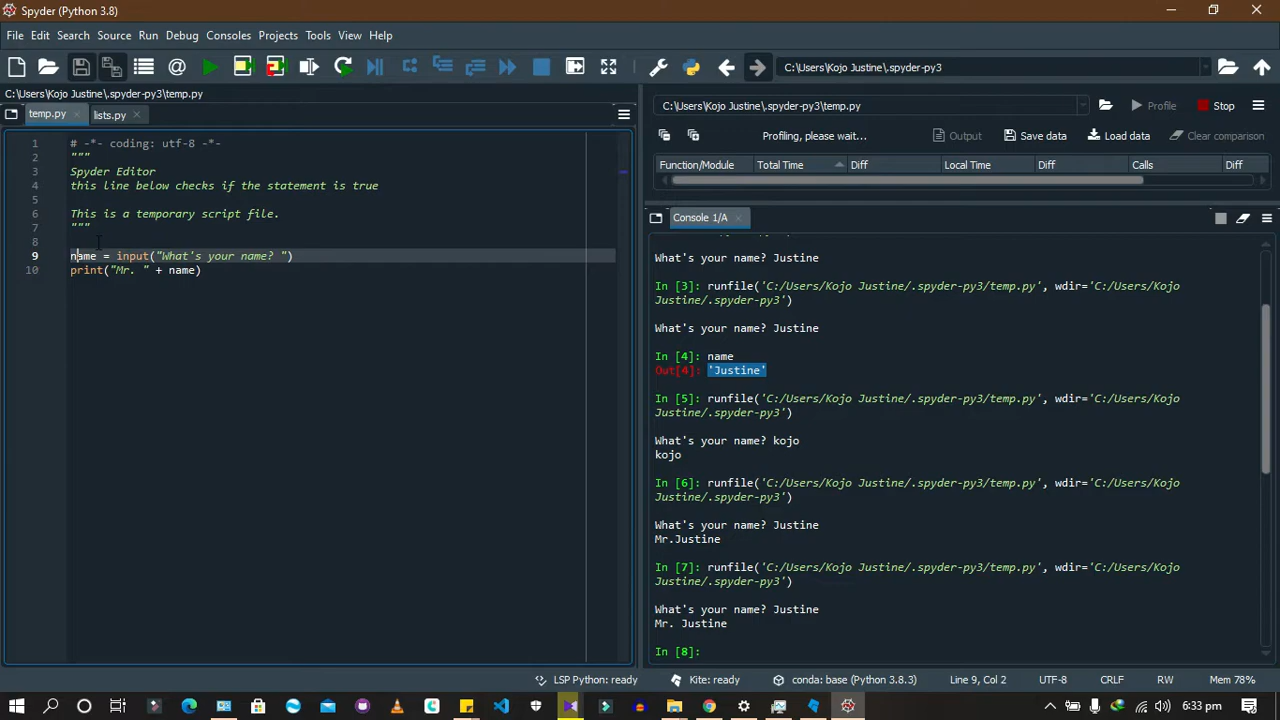 Spyder (Python 3.8)
File Edit Search Source Run Debug Consoles Projects Tools View Help
C:\Users\Kojo Justine\.spyder-py3
C:\Users\Kojo Justine\.spyder-py3\temp.py
temp.py
lists.py
1 # -*- coding: utf-8 -*-
2 """
3 Spyder Editor
4 this line below checks if the statement is true
5
6 This is a temporary script file.
7 """
8
9 name = input("What's your name? ")
10 print("Mr. " + name)
C:\Users\Kojo Justine\.spyder-py3\temp.py
Profile Stop
Profiling, please wait... Output Save data Load data Clear comparison
Function/Module Total Time Diff Local Time Diff Calls Diff
Console 1/A
What's your name? Justine
In [3]: runfile('C:/Users/Kojo Justine/.spyder-py3/temp.py', wdir='C:/Users/Kojo
Justine/.spyder-py3')
What's your name? Justine
In [4]: name
Out[4]: 'Justine'
In [5]: runfile('C:/Users/Kojo Justine/.spyder-py3/temp.py', wdir='C:/Users/Kojo
Justine/.spyder-py3')
What's your name? kojo
kojo
In [6]: runfile('C:/Users/Kojo Justine/.spyder-py3/temp.py', wdir='C:/Users/Kojo
Justine/.spyder-py3')
What's your name? Justine
Mr.Justine
In [7]: runfile('C:/Users/Kojo Justine/.spyder-py3/temp.py', wdir='C:/Users/Kojo
Justine/.spyder-py3')
What's your name? Justine
Mr. Justine
In [8]:
LSP Python: ready Kite: ready conda: base (Python 3.8.3) Line 9, Col 2 UTF-8 CRLF RW Mem 78%
6:33 pm